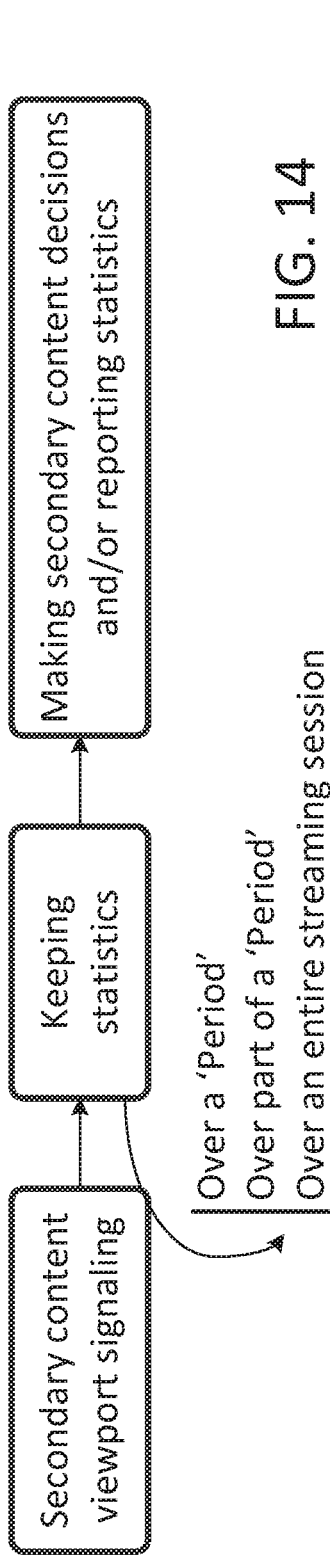 Secondary content
viewport signaling
Keeping
statistics
Making secondary content decisions
and/or reporting statistics
Over a ‘Period’
Over part of a ‘Period’
Over an entire streaming session
FIG. 14